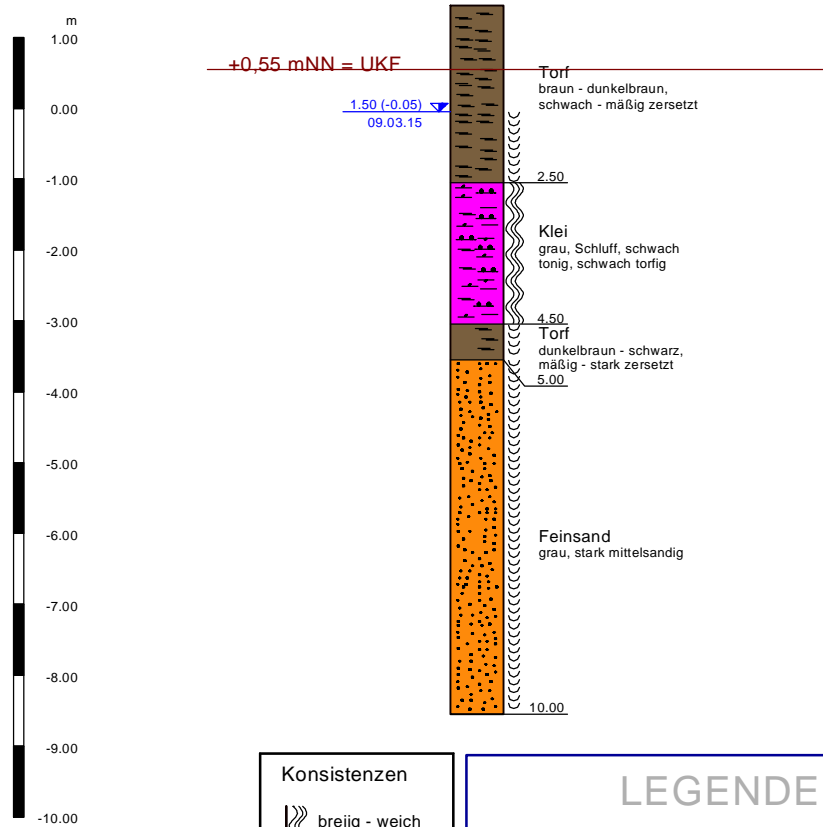 m
1.00
0.00
-1.00
-2.00
-3.00
-4.00
-5.00
-6.00
-7.00
-8.00
-9.00
-10.00
+0,55 mNN = UKF
1.50 (-0.05)
09.03.15
Torf
braun - dunkelbraun,
schwach - mäßig zersetzt
2.50
Klei
grau, Schluff, schwach
tonig, schwach torfig
4.50
Torf
dunkelbraun - schwarz,
mäßig - stark zersetzt
5.00
Feinsand
grau, stark mittelsandig
10.00
Konsistenzen
breiig - weich
LEGENDE